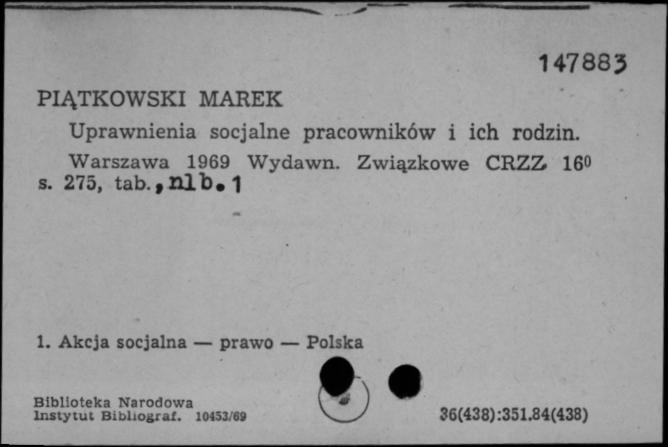 147883
PIĄTKOWSKI MAREK
Uprawnienia socjalne pracowników i ich rodzin.
Warszawa 1969 Wydawn. Związkowe CRZZ 16⁰
s. 275, tab., nlb. 1
1. Akcja socjalna — prawo — Polska
Biblioteka Narodowa
Instytut Bibliograf. 10453/69
36(438):351.84(438)